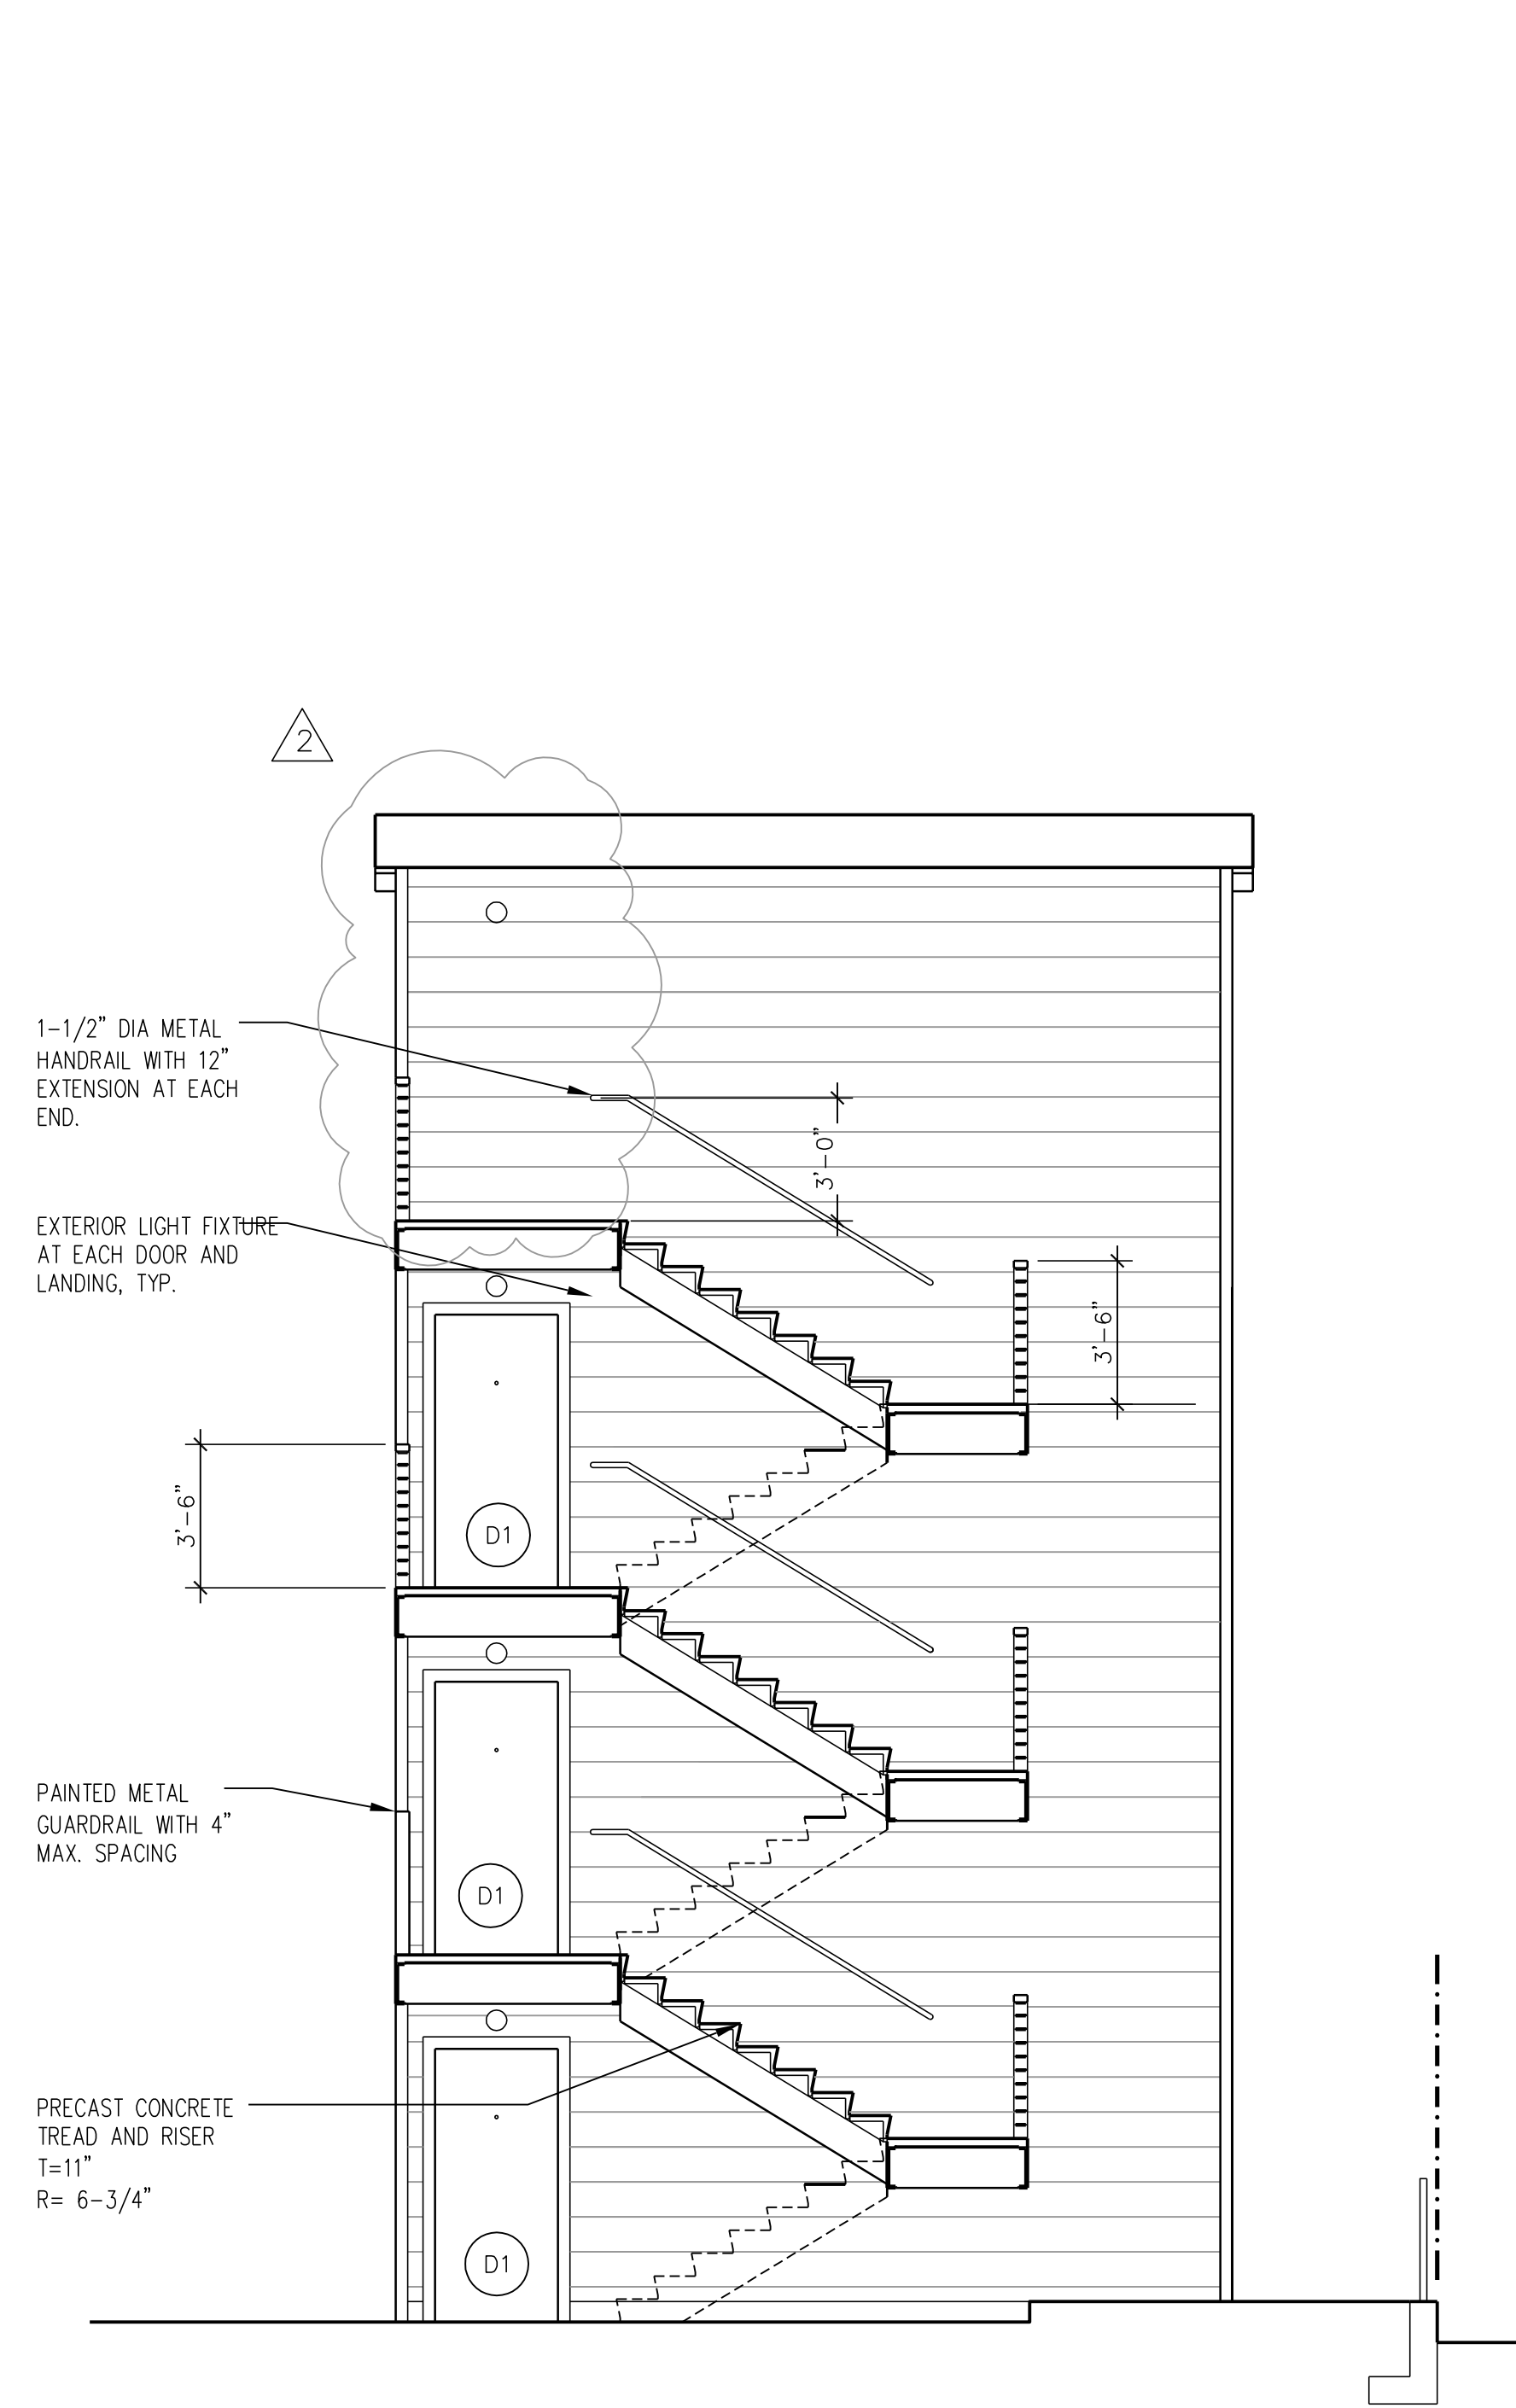 2
1-1/2" DIA METAL
HANDRAIL WITH 12"
EXTENSION AT EACH
END.
3'-0"
EXTERIOR LIGHT FIXTURE
AT EACH DOOR AND
LANDING, TYP.
3'-6"
3'-6"
D1
PAINTED METAL
GUARDRAIL WITH 4"
MAX. SPACING
D1
PRECAST CONCRETE
TREAD AND RISER
T=11"
R= 6-3/4"
D1